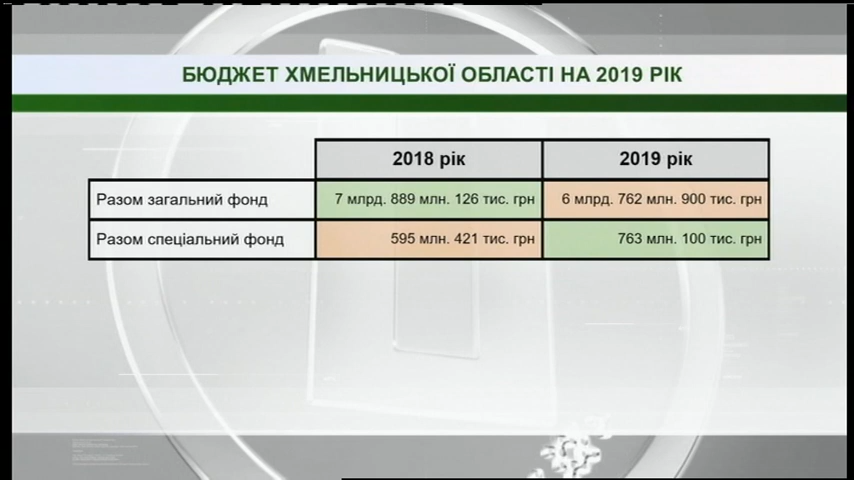 БЮДЖЕТ ХМЕЛЬНИЦЬКОЇ ОБЛАСТІ НА 2019 РІК
2018 рік 2019 рік
Разом загальний фонд 7 млрд. 889 млн. 126 тис. грн 6 млрд. 762 млн. 900 тис. грн
Разом спеціальний фонд 595 млн. 421 тис. грн 763 млн. 100 тис. грн